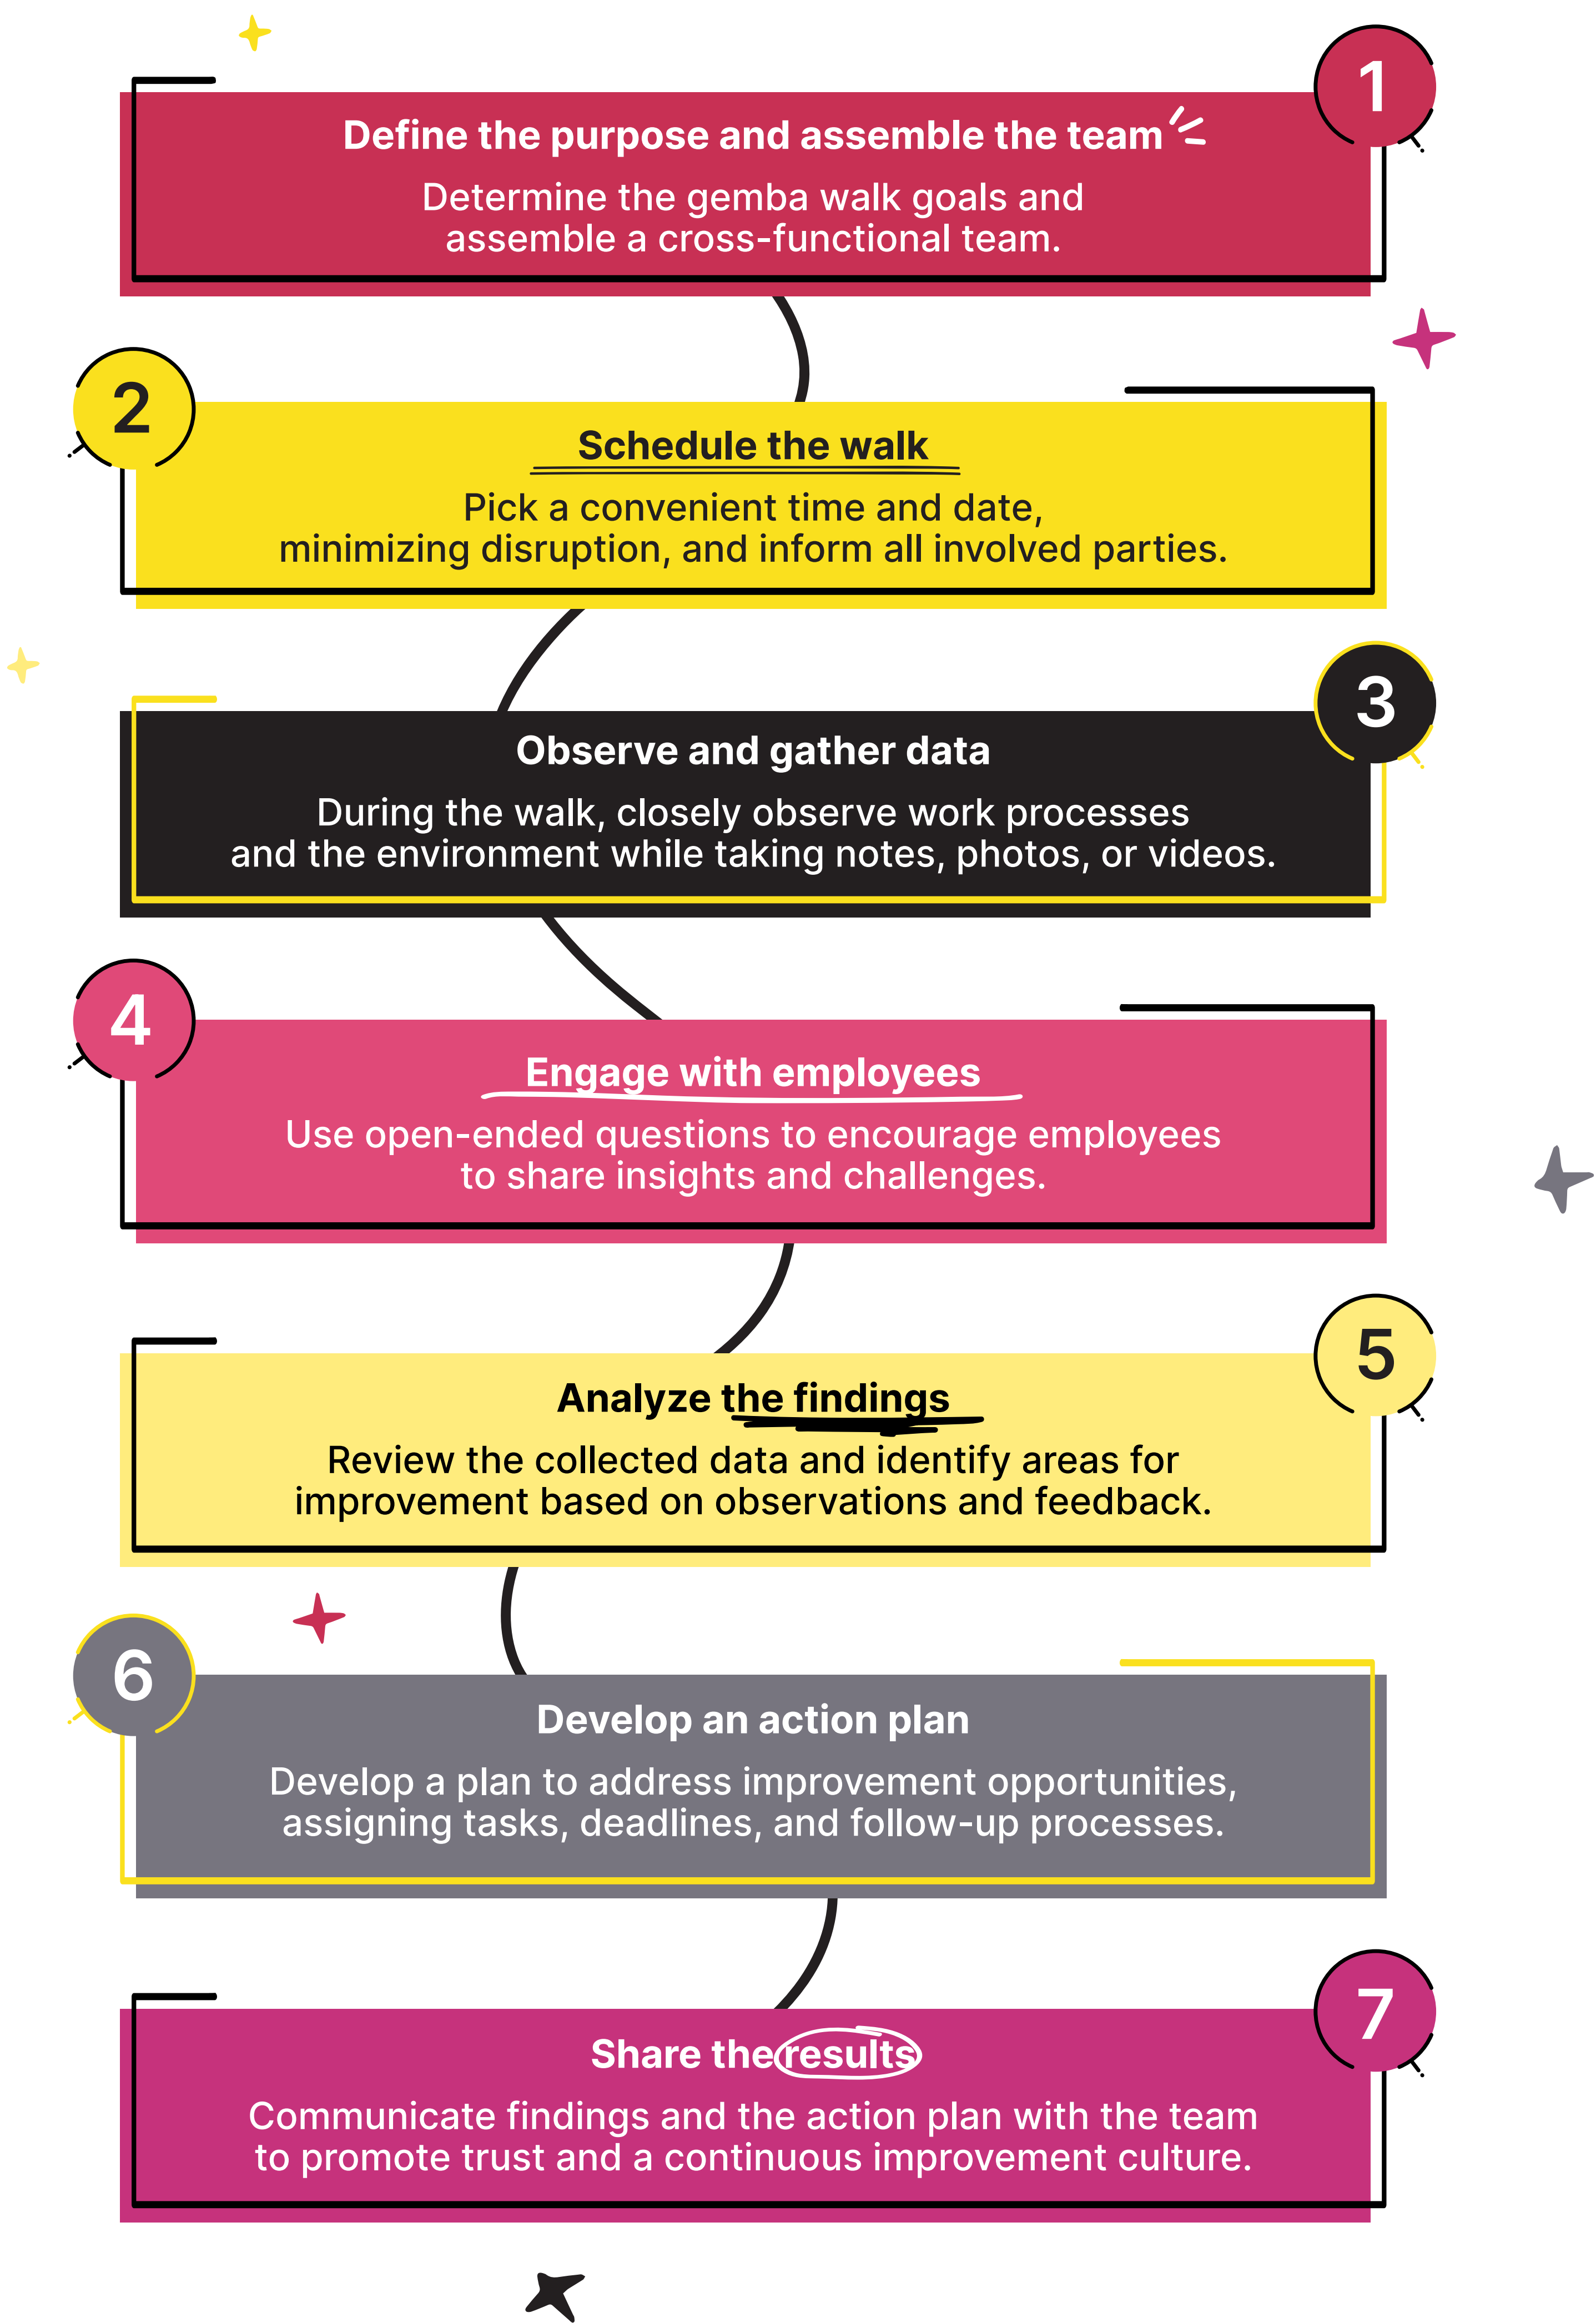 1
Define the purpose and assemble the team
Determine the gemba walk goals and
assemble a cross-functional team.
2
Schedule the walk
Pick a convenient time and date,
minimizing disruption, and inform all involved parties.
3
Observe and gather data
During the walk, closely observe work processes
and the environment while taking notes, photos, or videos.
4
Engage with employees
Use open-ended questions to encourage employees
to share insights and challenges.
5
Analyze the findings
Review the collected data and identify areas for
improvement based on observations and feedback.
6
Develop an action plan
Develop a plan to address improvement opportunities,
assigning tasks, deadlines, and follow-up processes.
7
Share the results
Communicate findings and the action plan with the team
to promote trust and a continuous improvement culture.